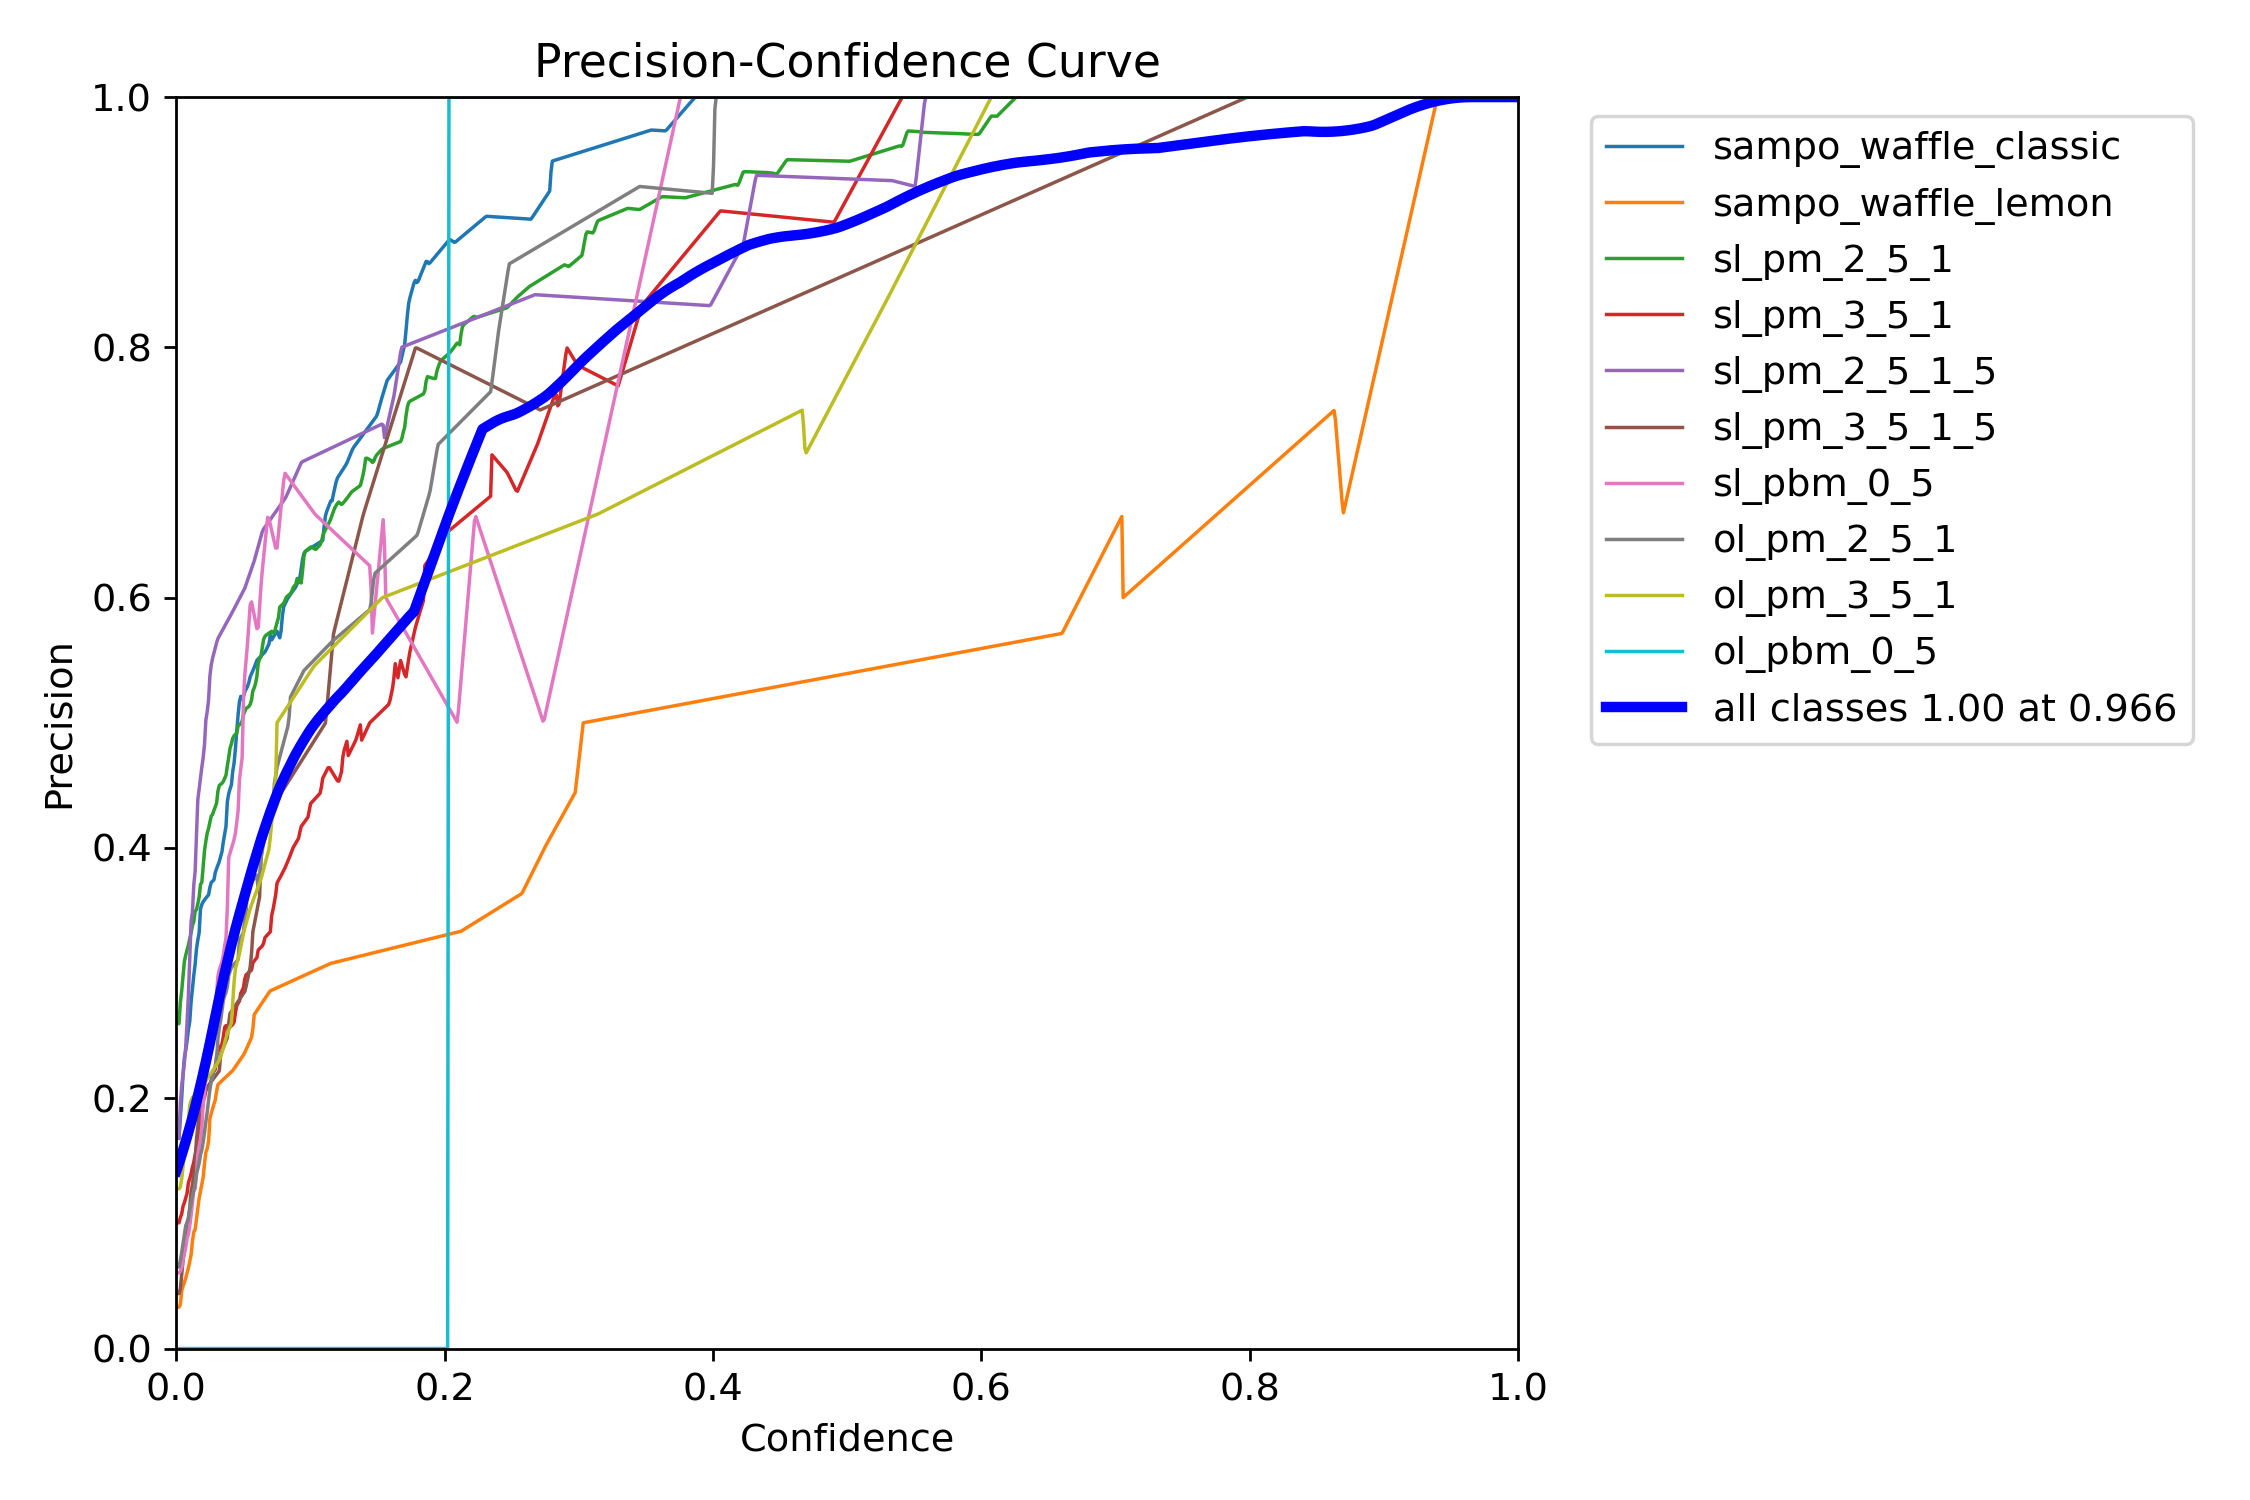 Precision-Confidence Curve
1.0
0.8
0.6
0.4
0.2
0.0
Precision
0.0 0.2 0.4 0.6 0.8 1.0
Confidence
sampo_waffle_classic
sampo_waffle_lemon
sl_pm_2_5_1
sl_pm_3_5_1
sl_pm_2_5_1_5
sl_pm_3_5_1_5
sl_pbm_0_5
ol_pm_2_5_1
ol_pm_3_5_1
ol_pbm_0_5
all classes 1.00 at 0.966